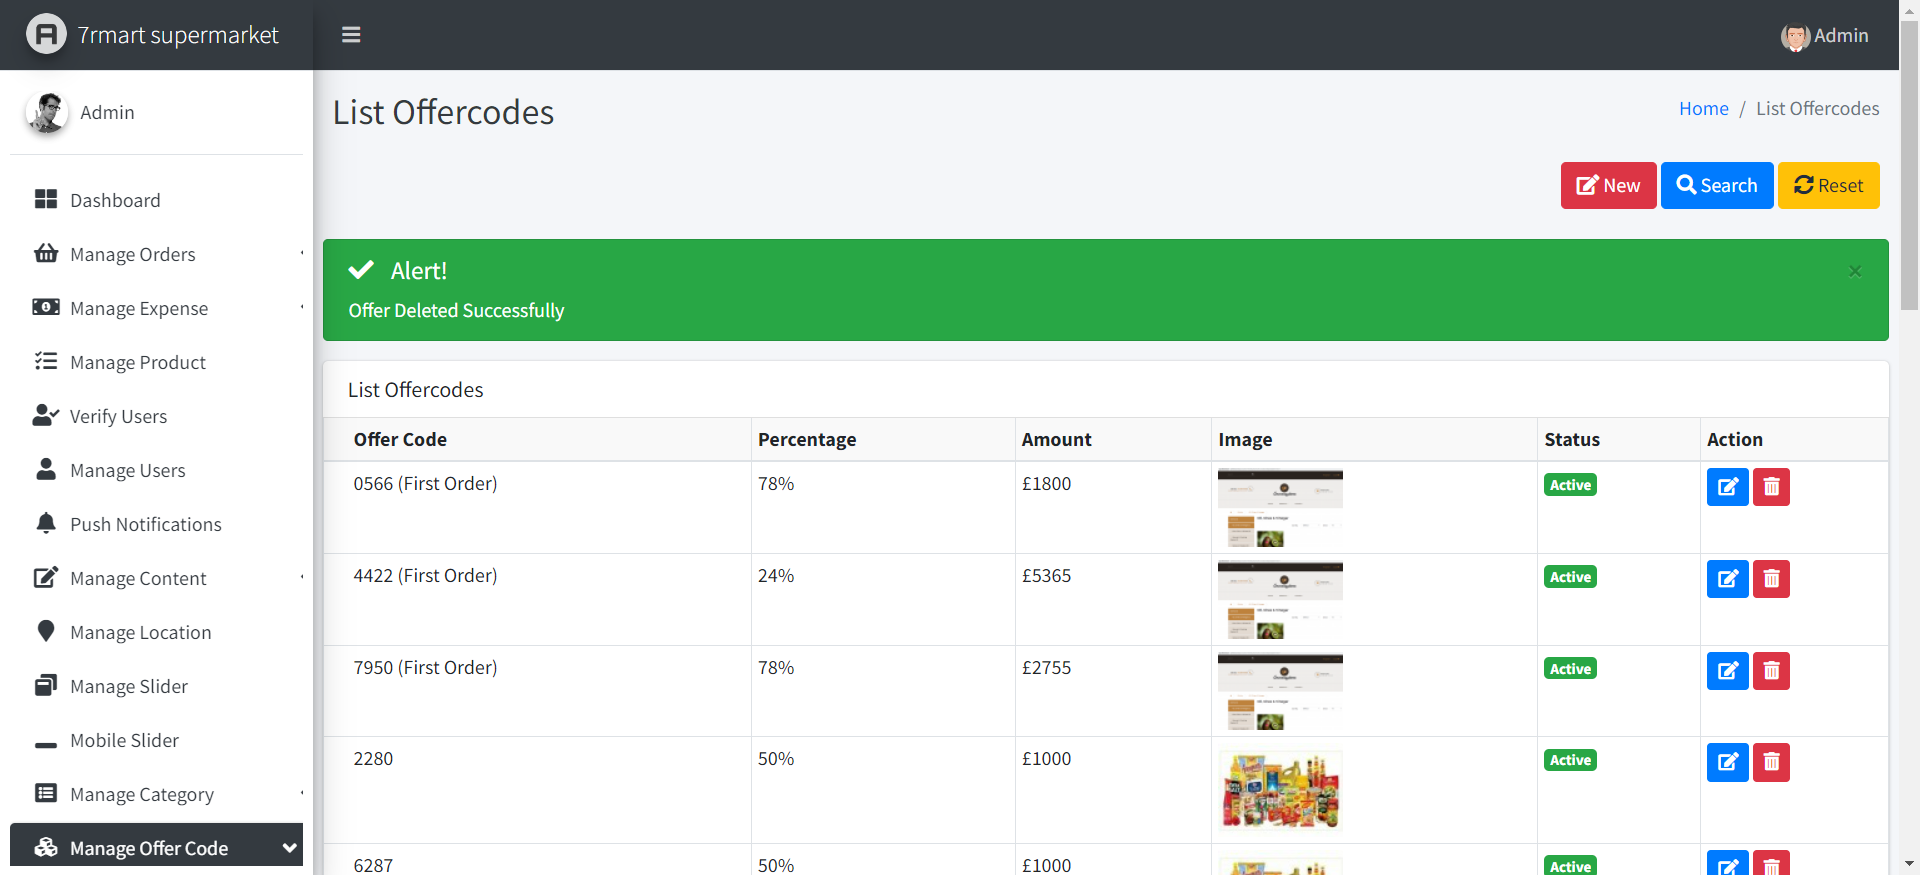 7rmart supermarket
Admin
Admin
Dashboard
Manage Orders
Manage Expense
Manage Product
Verify Users
Manage Users
Push Notifications
Manage Content
Manage Location
Manage Slider
Mobile Slider
Manage Category
Manage Offer Code
List Offercodes
Home / List Offercodes
New Search Reset
Alert! ×
Offer Deleted Successfully
List Offercodes
Offer Code Percentage Amount Image Status Action
0566 (First Order) 78% £1800 Active
4422 (First Order) 24% £5365 Active
7950 (First Order) 78% £2755 Active
2280 50% £1000 Active
6287 50% £1000 Active